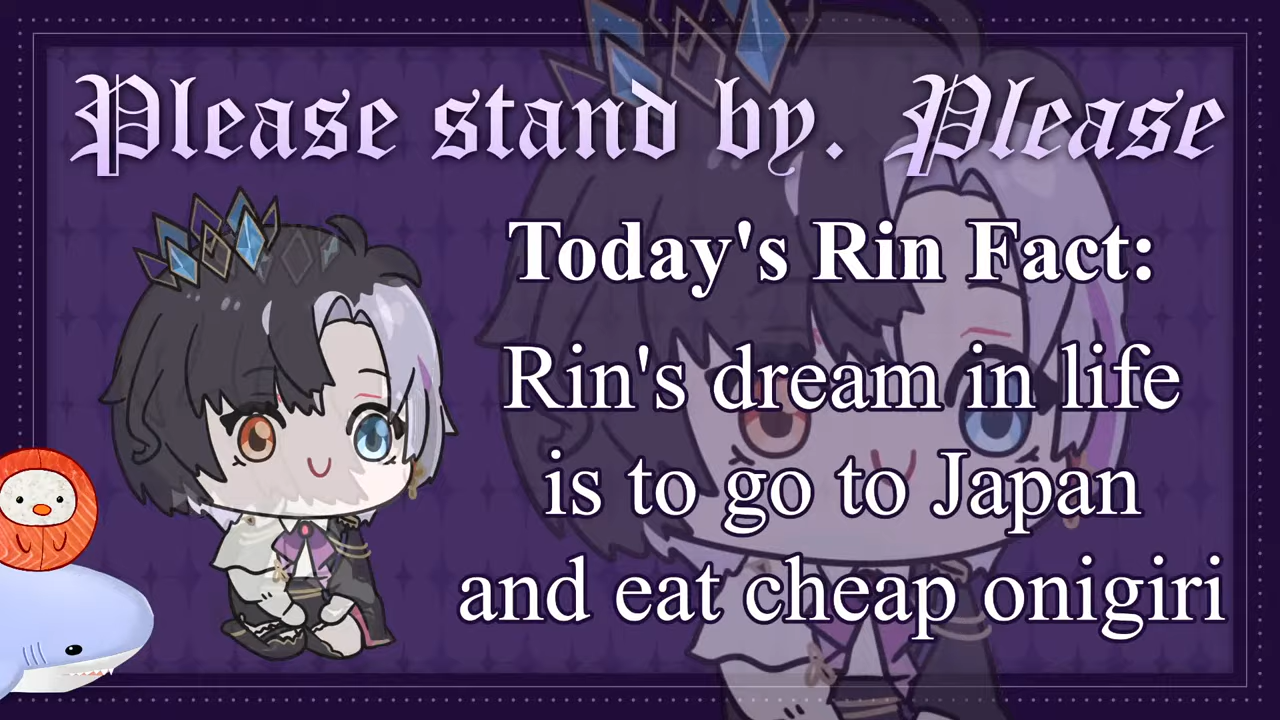 Please stand by. Please
Today's Rin Fact:
Rin's dream in life
is to go to Japan
and eat cheap onigiri